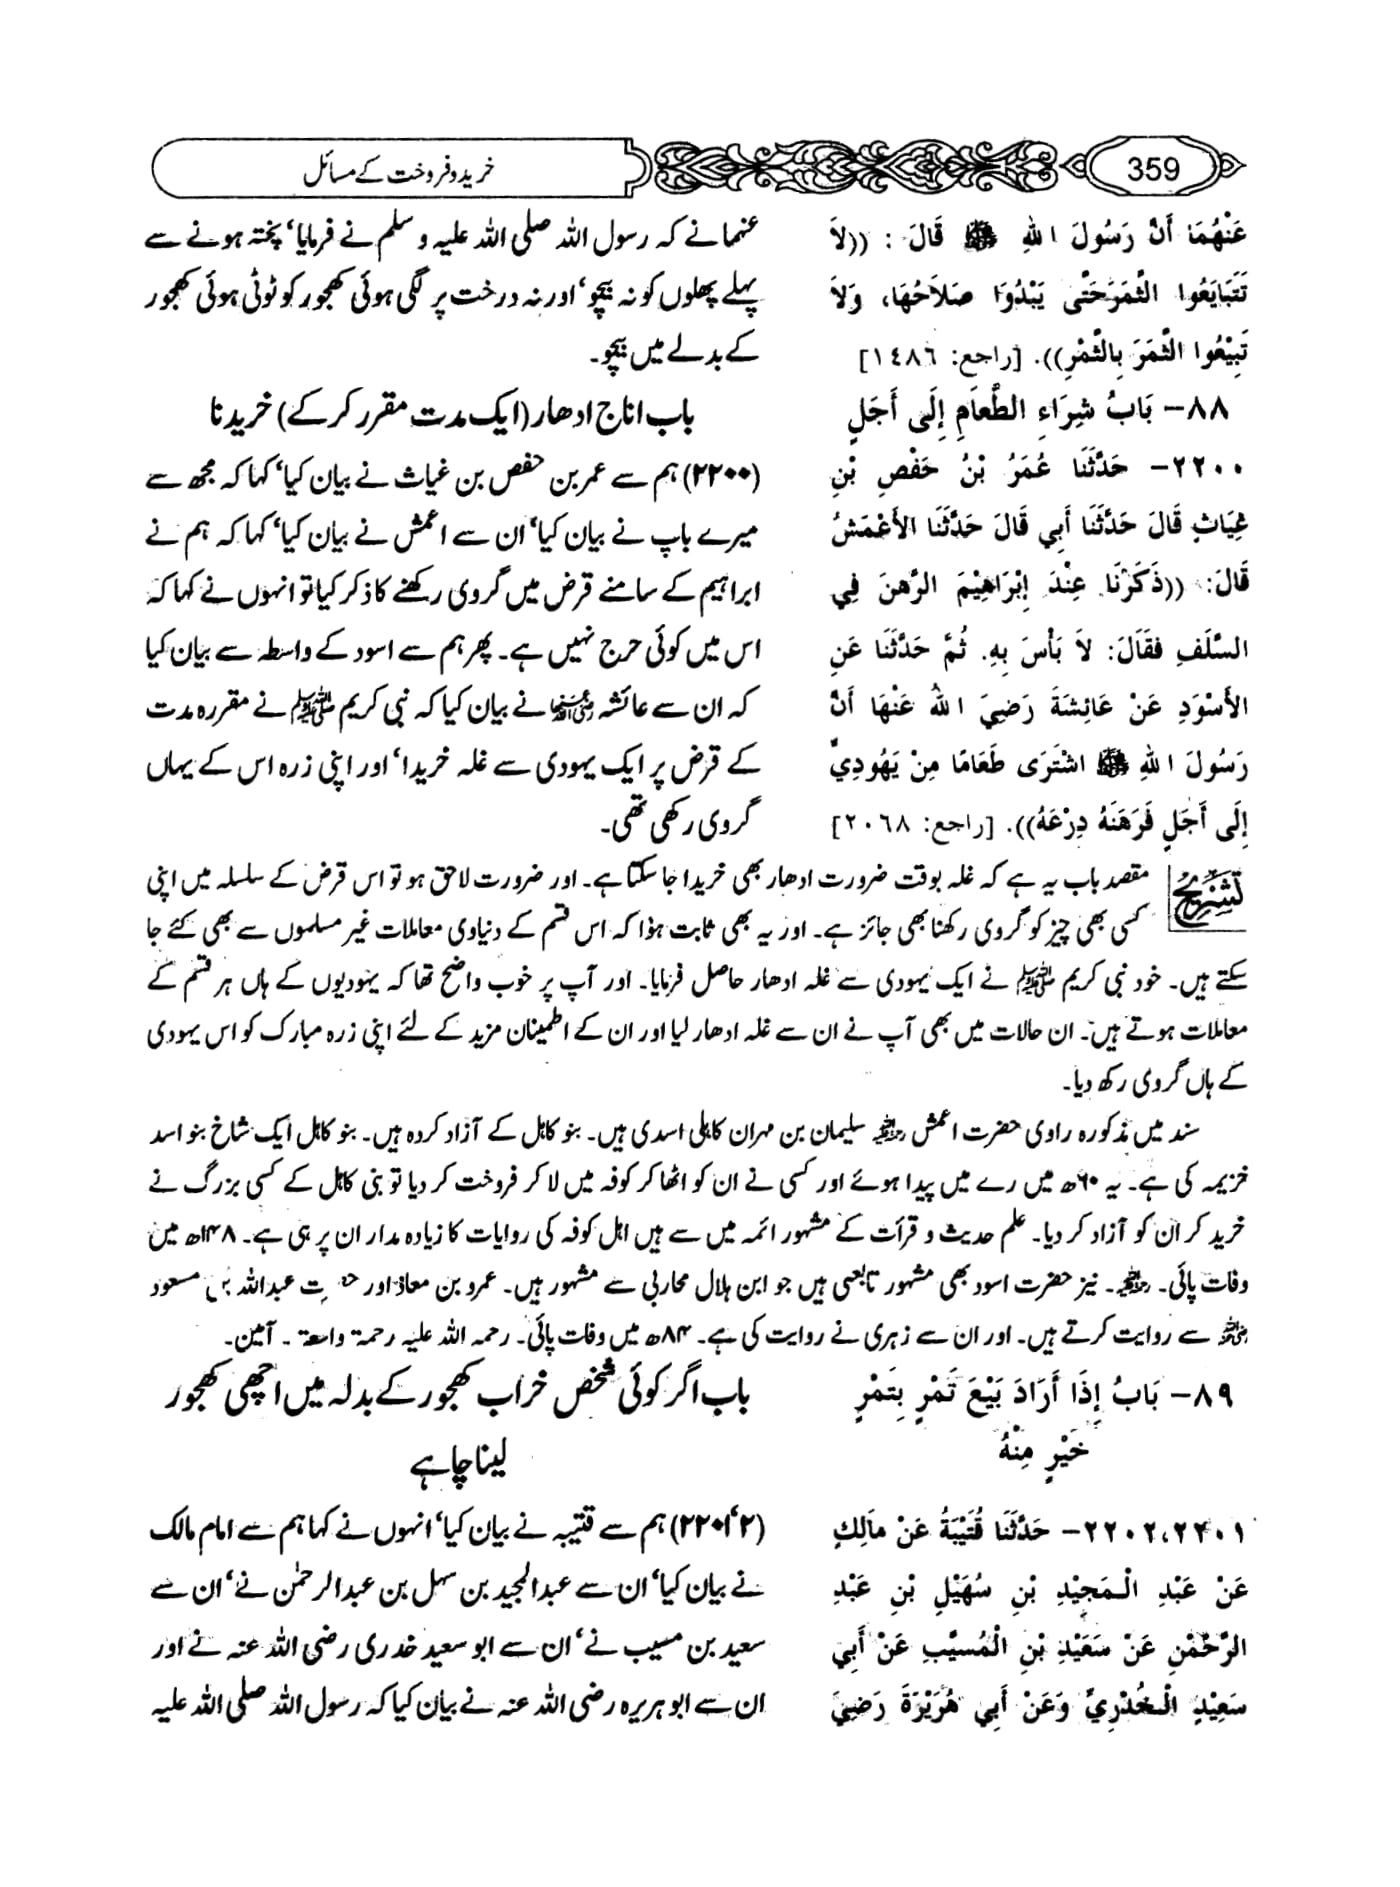 359
خرید و فروخت کے مسائل
عَنْهُمَا أَنَّ رَسُولَ اللهِ ﷺ قَالَ : ((لاَ
تَتَبَايَعُوا الثَّمَرَحَتَّى يَبْدُوَا صَلاَحُهَا، وَلاَ
تَبِيْعُوا الثَّمَرَ بِالتَّمْرِ)). [راجع: ١٤٨٦]
٨٨- بَابُ شِرَاءِ الطَّعَامِ إِلَى أَجَلٍ
٢٢٠٠- حَدَّثَنَا عُمَرُ بْنُ حَفْصِ بْنِ
غِيَاثٍ قَالَ حَدَّثَنَا أَبِي قَالَ حَدَّثَنَا الأَعْمَشُ
قَالَ: ((ذَكَرْنَا عِنْدَ إِبْرَاهِيْمَ الرَّهنَ فِي
السَّلَفِ فقَالَ: لاَ بَأْسَ بِهِ. ثُمَّ حَدَّثَنَا عَنِ
الأَسْوَدِ عَنْ عَائِشَةَ رَضِيَ اللهُ عَنْهَا أَنَّ
رَسُولَ اللهِ ﷺ اشْتَرَى طَعَامًا مِنْ يَهُودِيٍّ
إِلَى أَجَلٍ فَرَهَنَهُ دِرْعَهُ)). [راجع: ٢٠٦٨]
عنہما نے کہ رسول اللہ صلی اللہ علیہ و سلم نے فرمایا‘ پختہ ہونے سے
پہلے پھلوں کو نہ بیچو‘ اور نہ درخت پر لگی ہوئی کھجور کو ٹوٹی ہوئی کھجور
کے بدلے میں بیچو۔
باب اناج ادھار (ایک مدت مقرر کر کے) خریدنا
(۲۲۰۰) ہم سے عمر بن حفص بن غیاث نے بیان کیا‘ کہا کہ مجھ سے
میرے باپ نے بیان کیا‘ ان سے اعمش نے بیان کیا‘ کہا کہ ہم نے
ابراہیم کے سامنے قرض میں گروی رکھنے کا ذکر کیا تو انہوں نے کہا کہ
اس میں کوئی حرج نہیں ہے۔ پھر ہم سے اسود کے واسطہ سے بیان کیا
کہ ان سے عائشہ رضی اللہ عنہا نے بیان کیا کہ نبی کریم ﷺ نے مقررہ مدت
کے قرض پر ایک یہودی سے غلہ خریدا‘ اور اپنی زرہ اس کے یہاں
گروی رکھی تھی۔
تشریح مقصد باب یہ ہے کہ غلہ بوقت ضرورت ادھار بھی خریدا جا سکتا ہے۔ اور ضرورت لاحق ہو تو اس قرض کے سلسلہ میں اپنی
کسی بھی چیز کو گروی رکھنا بھی جائز ہے۔ اور یہ بھی ثابت ہوا کہ اس قسم کے دنیاوی معاملات غیر مسلموں سے بھی کئے جا
سکتے ہیں۔ خود نبی کریم ﷺ نے ایک یہودی سے غلہ ادھار حاصل فرمایا۔ اور آپ پر خوب واضح تھا کہ یہودیوں کے ہاں ہر قسم کے
معاملات ہوتے ہیں۔ ان حالات میں بھی آپ نے ان سے غلہ ادھار لیا اور ان کے اطمینان مزید کے لئے اپنی زرہ مبارک کو اس یہودی
کے ہاں گروی رکھ دیا۔
سند میں مذکورہ راوی حضرت اعمش رحمۃ اللہ علیہ سلیمان بن مہران کاہلی اسدی ہیں۔ بنو کاہل کے آزاد کردہ ہیں۔ بنو کاہل ایک شاخ بنو اسد
خزیمہ کی ہے۔ یہ ۶۰ھ میں رے میں پیدا ہوئے اور کسی نے ان کو اٹھا کر کوفہ میں لا کر فروخت کر دیا تو بنی کاہل کے کسی بزرگ نے
خرید کر ان کو آزاد کر دیا۔ علم حدیث و قرأت کے مشہور ائمہ میں سے ہیں اہل کوفہ کی روایات کا زیادہ مدار ان پر ہی ہے۔ ۱۴۸ھ میں
وفات پائی۔ رحمۃ اللہ علیہ۔ نیز حضرت اسود بھی مشہور تابعی ہیں جو ابن ہلال محاربی سے مشہور ہیں۔ عمرو بن معاذ اور عبداللہ بن مسعود
رضی اللہ عنہ سے روایت کرتے ہیں۔ اور ان سے زہری نے روایت کی ہے۔ ۸۴ھ میں وفات پائی۔ رحمہ اللہ علیہ رحمۃ واسعۃ ۔ آمین۔
٨٩- بَابُ إِذَا أَرَادَ بَيْعَ تَمْرٍ بِتَمْرٍ
خَيْرٍ مِنْهُ
٢٢٠٢،٢٢٠١- حَدَّثَنَا قُتَيْبَةُ عَنْ مَالِكٍ
عَنْ عَبْدِ الْمَجِيْدِ بْنِ سُهَيْلِ بْنِ عَبْدِ
الرَّحْمَنِ عَنْ سَعِيْدِ بْنِ الْمُسَيَّبِ عَنْ أَبِي
سَعِيْدٍ الْخُدْرِيِّ وَعَنْ أَبِي هُرَيْرَةَ رَضِيَ
باب اگر کوئی شخص خراب کھجور کے بدلہ میں اچھی کھجور
لینا چاہے
(۲٬۲۲۰۱) ہم سے قتیبہ نے بیان کیا‘ انہوں نے کہا ہم سے امام مالک
نے بیان کیا‘ ان سے عبدالمجید بن سہل بن عبدالرحمٰن نے‘ ان سے
سعید بن مسیب نے‘ ان سے ابو سعید خدری رضی اللہ عنہ نے اور
ان سے ابو ہریرہ رضی اللہ عنہ نے بیان کیا کہ رسول اللہ صلی اللہ علیہ